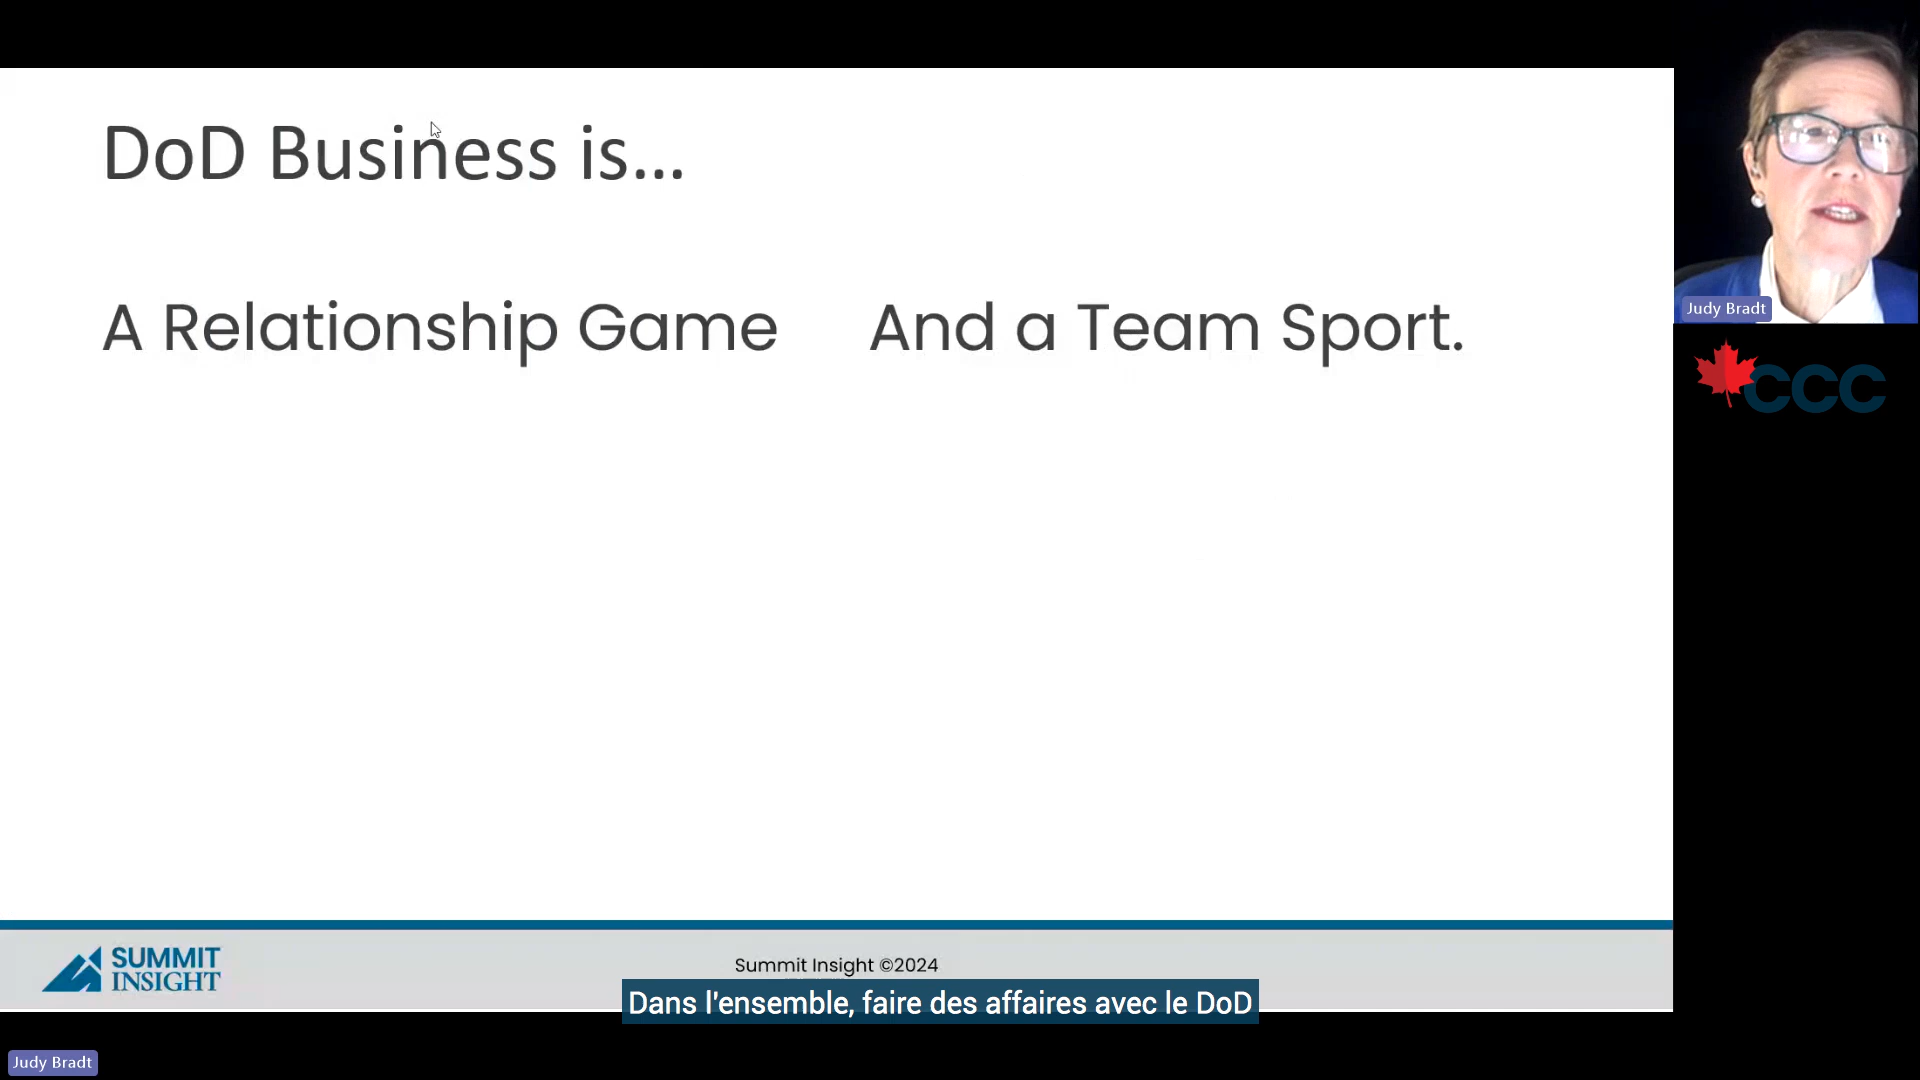 DoD Business is...
A Relationship Game And a Team Sport.
Judy Bradt
CCC
SUMMIT
INSIGHT
Summit Insight ©2024
Dans l'ensemble, faire des affaires avec le DoD
Judy Bradt